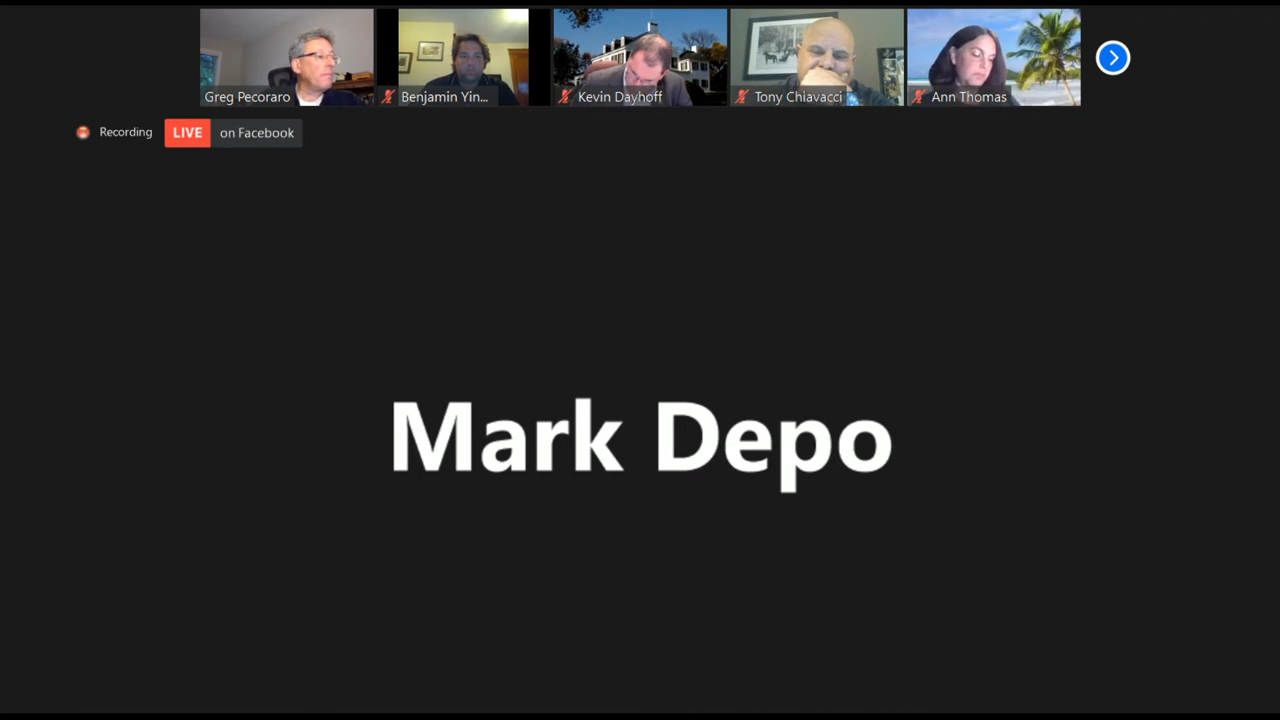 Greg Pecoraro
Benjamin Yin...
Kevin Dayhoff
Tony Chiavacci
Ann Thomas
Recording
LIVE on Facebook
Mark Depo